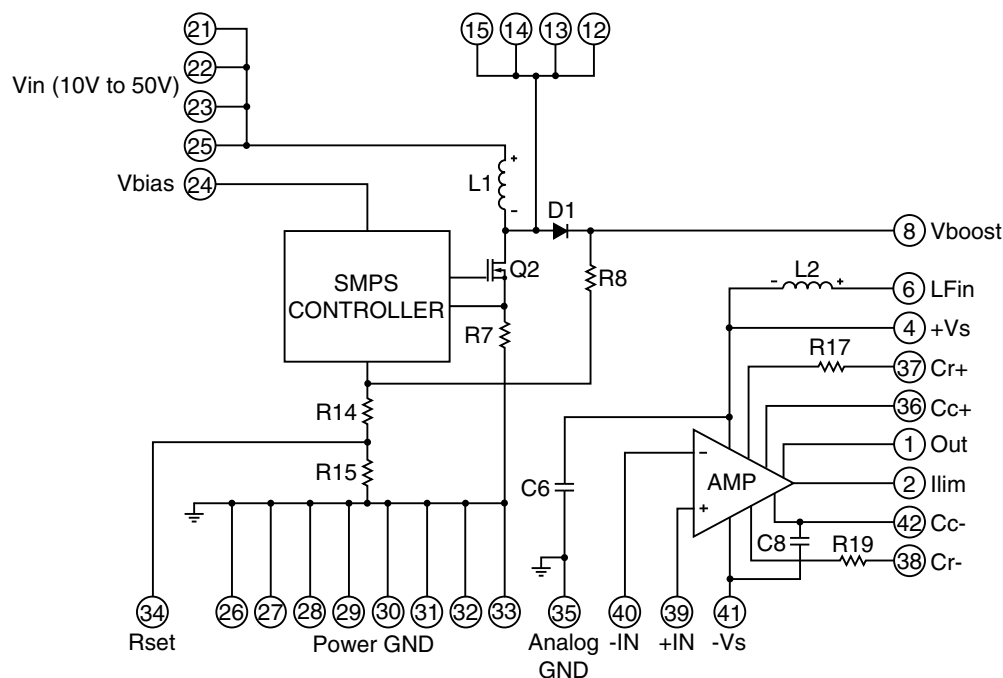 21
15 14 13 12
22
Vin (10V to 50V)
23
25
Vbias 24
L1
+
-
D1
8 Vboost
SMPS
CONTROLLER
Q2
R8
L2
- +
6 LFin
R7
4 +Vs
R17
37 Cr+
R14
36 Cc+
1 Out
R15
C6
-
AMP
+
2 Ilim
42 Cc-
C8
R19
38 Cr-
34 26 27 28 29 30 31 32 33 35 40 39 41
Rset Power GND Analog
GND -IN +IN -Vs